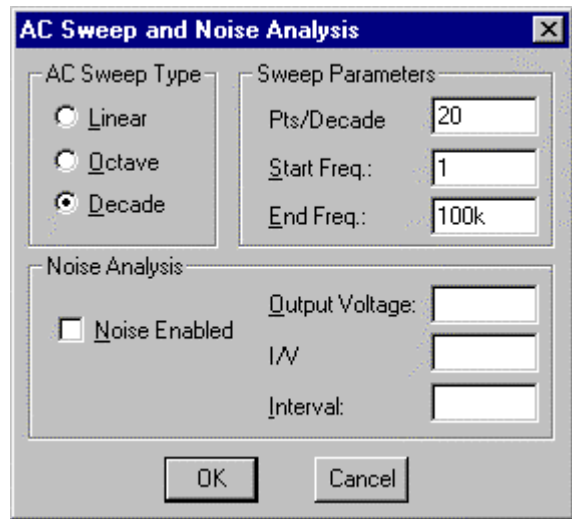 AC Sweep and Noise Analysis
AC Sweep Type
Linear
Octave
Decade
Sweep Parameters
Pts/Decade 20
Start Freq.: 1
End Freq.: 100k
Noise Analysis
Noise Enabled
Output Voltage:
I/V
Interval:
OK Cancel